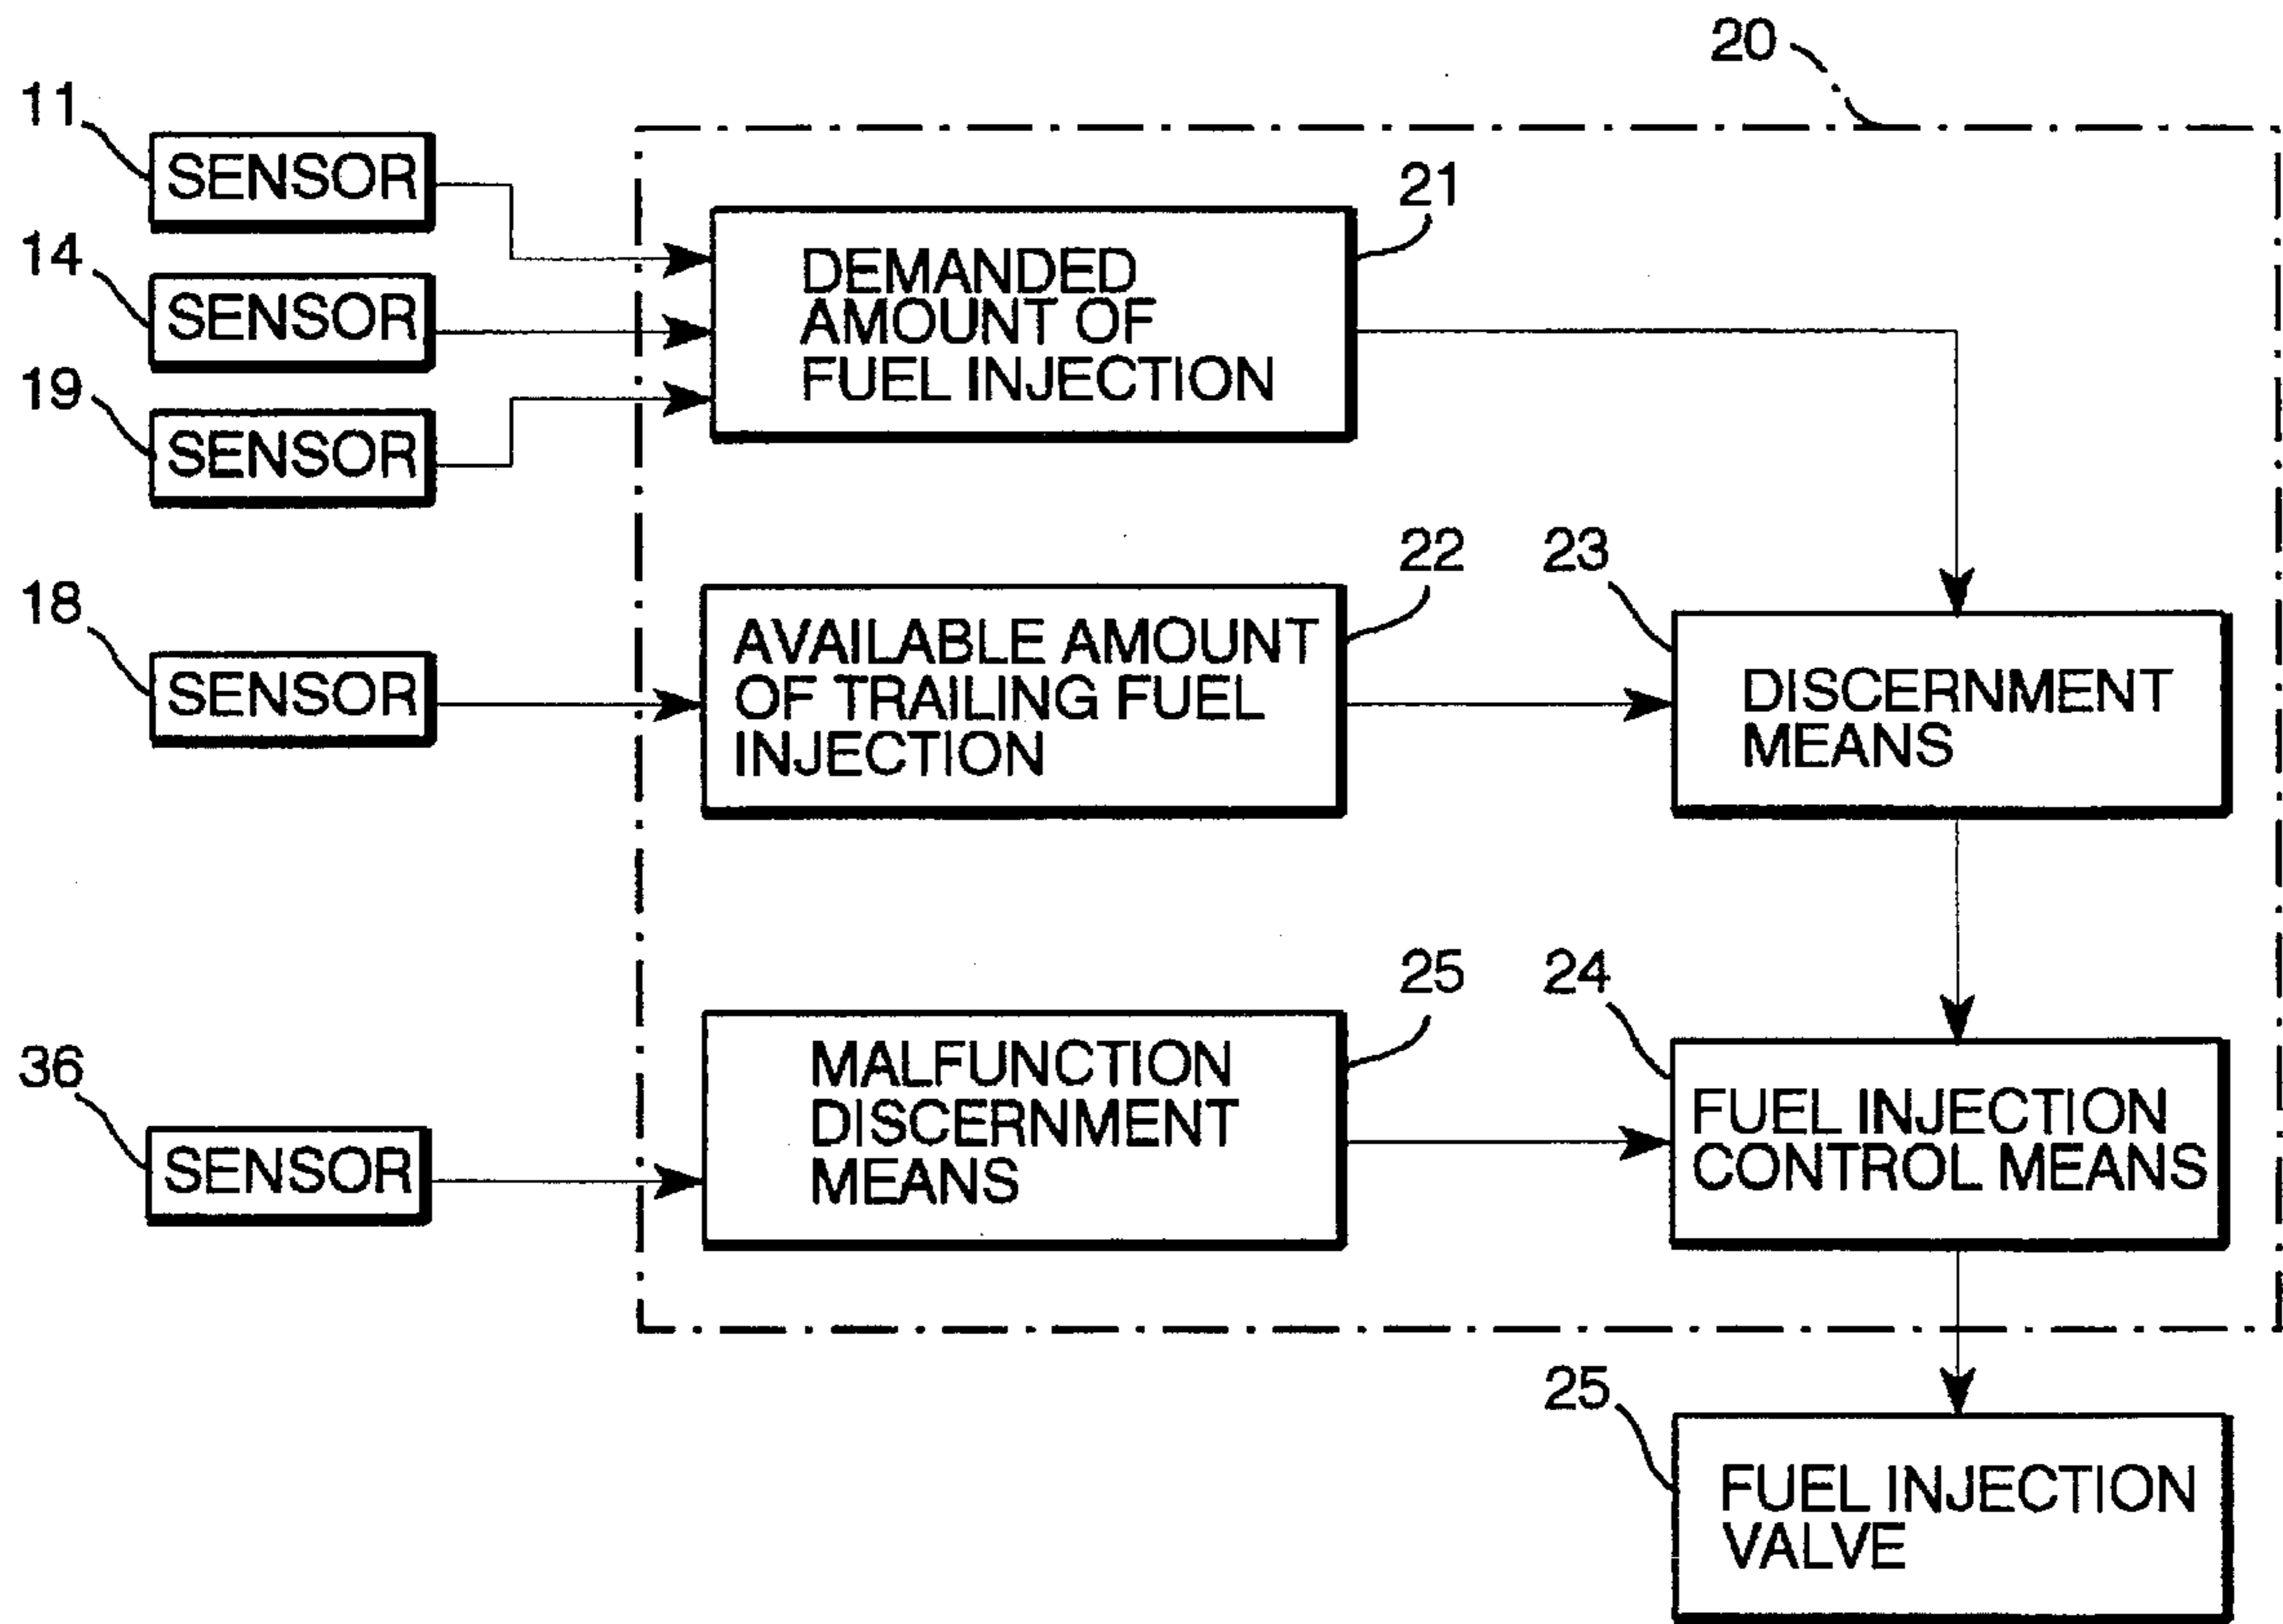 20
11
SENSOR
21
14
SENSOR
DEMANDED
AMOUNT OF
FUEL INJECTION
19
SENSOR
18
SENSOR
22
AVAILABLE AMOUNT
OF TRAILING FUEL
INJECTION
23
DISCERNMENT
MEANS
36
SENSOR
25
MALFUNCTION
DISCERNMENT
MEANS
24
FUEL INJECTION
CONTROL MEANS
25
FUEL INJECTION
VALVE